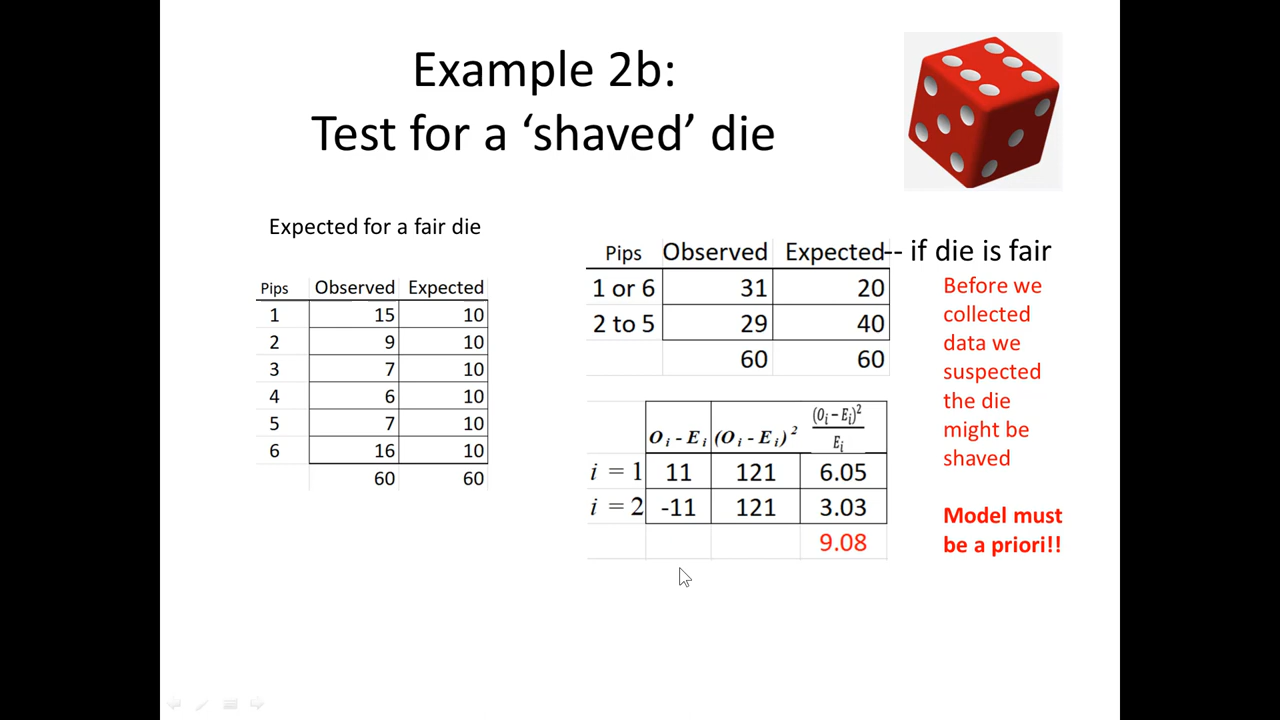 Example 2b:
Test for a ‘shaved’ die
Expected for a fair die
Pips Observed Expected
1 15 10
2 9 10
3 7 10
4 6 10
5 7 10
6 16 10
60 60
Pips Observed Expected-- if die is fair
1 or 6 31 20
2 to 5 29 40
60 60
O i - E i (O i - E i ) 2 (Oi − Ei)2 / Ei
i = 1 11 121 6.05
i = 2 -11 121 3.03
9.08
Before we
collected
data we
suspected
the die
might be
shaved
Model must
be a priori!!